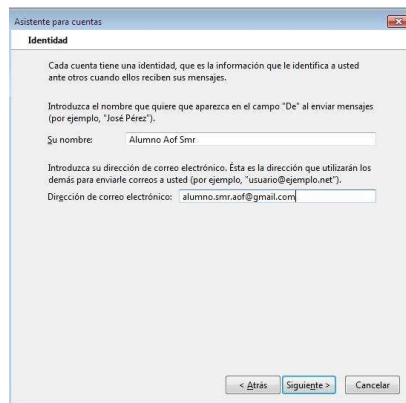 Asistente para cuentas
Identidad
Cada cuenta tiene una identidad, que es la información que le identifica a usted
ante otros cuando ellos reciben sus mensajes.
Introduzca el nombre que quiere que aparezca en el campo "De" al enviar mensajes
(por ejemplo, "José Pérez").
Su nombre: Alumno Aof Smr
Introduzca su dirección de correo electrónico. Ésta es la dirección que utilizarán los
demás para enviarle correos a usted (por ejemplo, "usuario@ejemplo.net").
Dirección de correo electrónico: alumno.smr.aof@gmail.com
< Atrás Siguiente > Cancelar